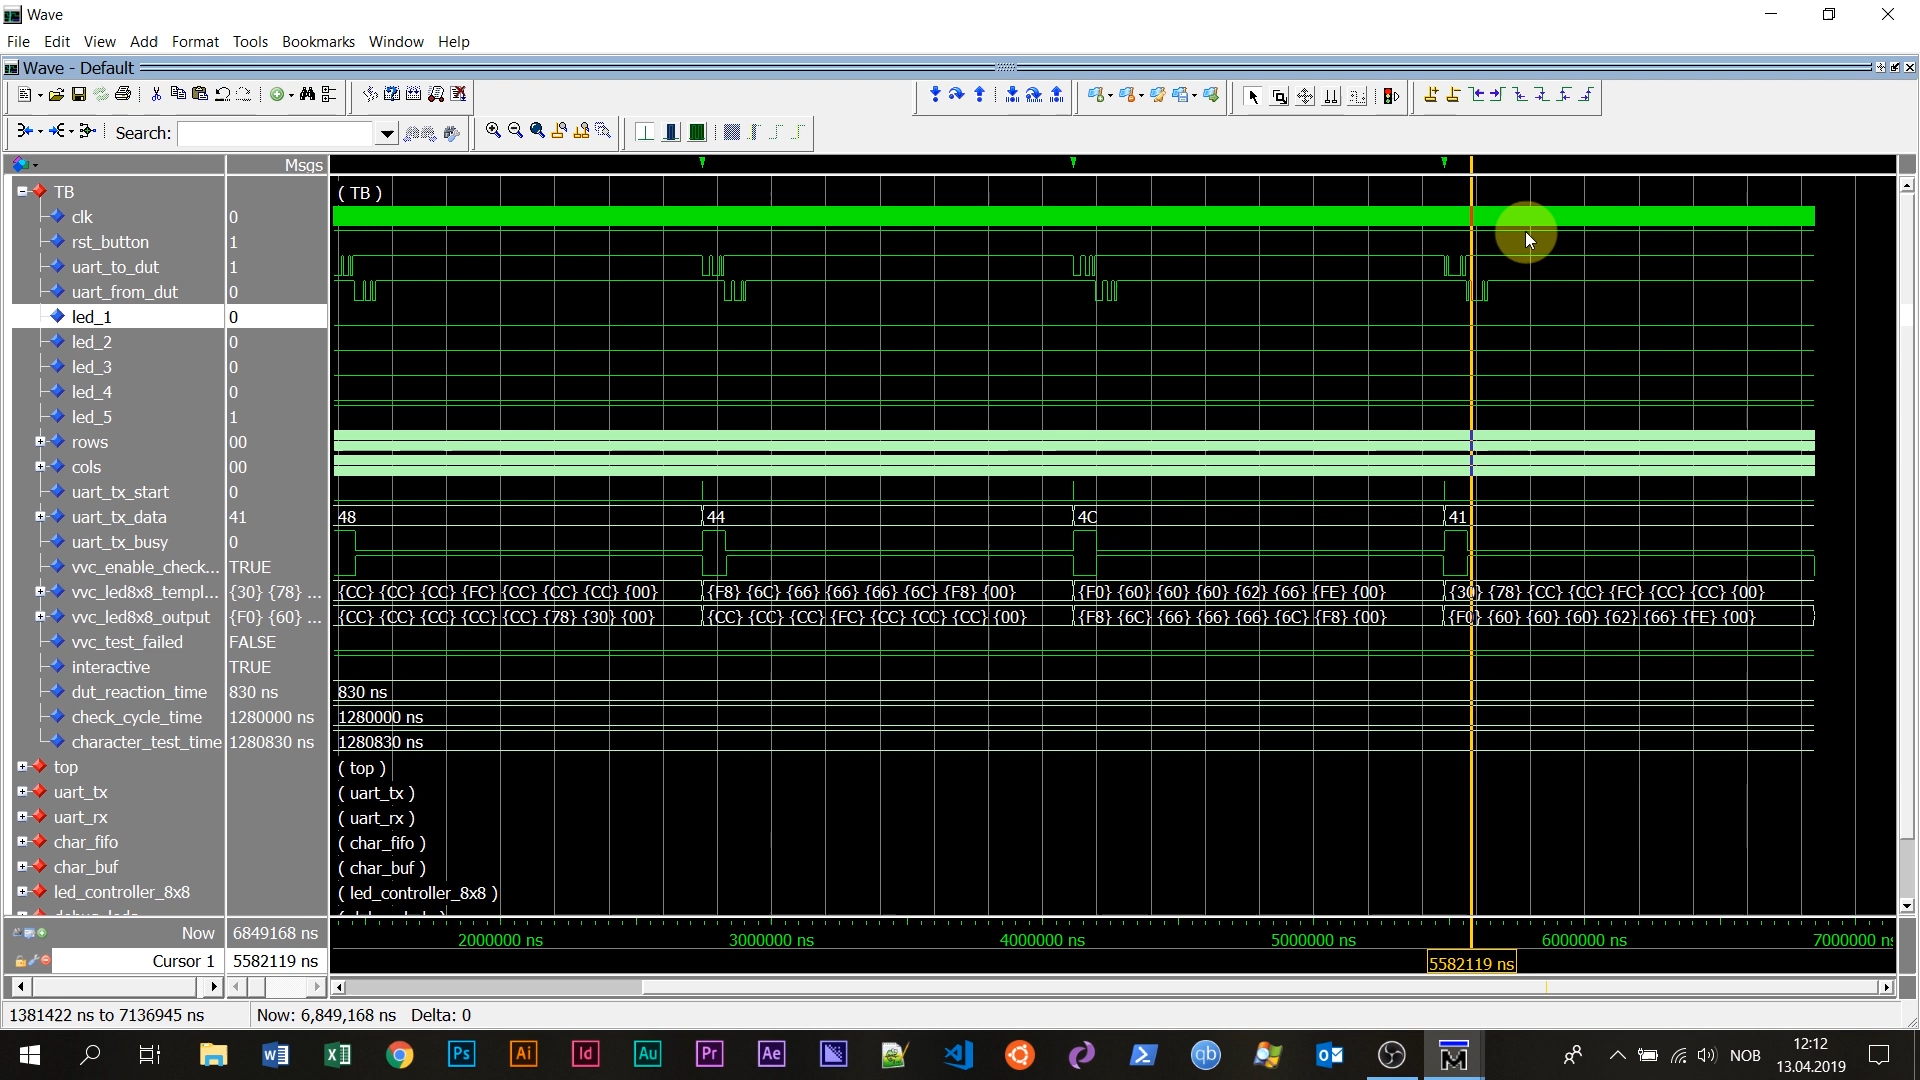 Wave
File Edit View Add Format Tools Bookmarks Window Help
Wave - Default
Search:
Msgs
TB ( TB )
clk 0
rst_button 1
uart_to_dut 1
uart_from_dut 0
led_1 0
led_2 0
led_3 0
led_4 0
led_5 1
rows 00
cols 00
uart_tx_start 0
uart_tx_data 41 48 44 4C 41
uart_tx_busy 0
vvc_enable_check... TRUE
vvc_led8x8_templ... {30} {78} ... {CC} {CC} {CC} {FC} {CC} {CC} {CC} {00} {F8} {6C} {66} {66} {66} {6C} {F8} {00} {F0} {60} {60} {60} {62} {66} {FE} {00} {30} {78} {CC} {CC} {FC} {CC} {CC} {00}
vvc_led8x8_output {F0} {60} ... {CC} {CC} {CC} {CC} {CC} {78} {30} {00} {CC} {CC} {CC} {FC} {CC} {CC} {CC} {00} {F8} {6C} {66} {66} {66} {6C} {F8} {00} {F0} {60} {60} {60} {62} {66} {FE} {00}
vvc_test_failed FALSE
interactive TRUE
dut_reaction_time 830 ns 830 ns
check_cycle_time 1280000 ns 1280000 ns
character_test_time 1280830 ns 1280830 ns
top ( top )
uart_tx ( uart_tx )
uart_rx ( uart_rx )
char_fifo ( char_fifo )
char_buf ( char_buf )
led_controller_8x8 ( led_controller_8x8 )
Now 6849168 ns 2000000 ns 3000000 ns 4000000 ns 5000000 ns 6000000 ns 7000000 n
Cursor 1 5582119 ns 5582119 ns
1381422 ns to 7136945 ns Now: 6,849,168 ns Delta: 0
Ps Ai Id Au Pr Ae qb NOB 12:12
13.04.2019